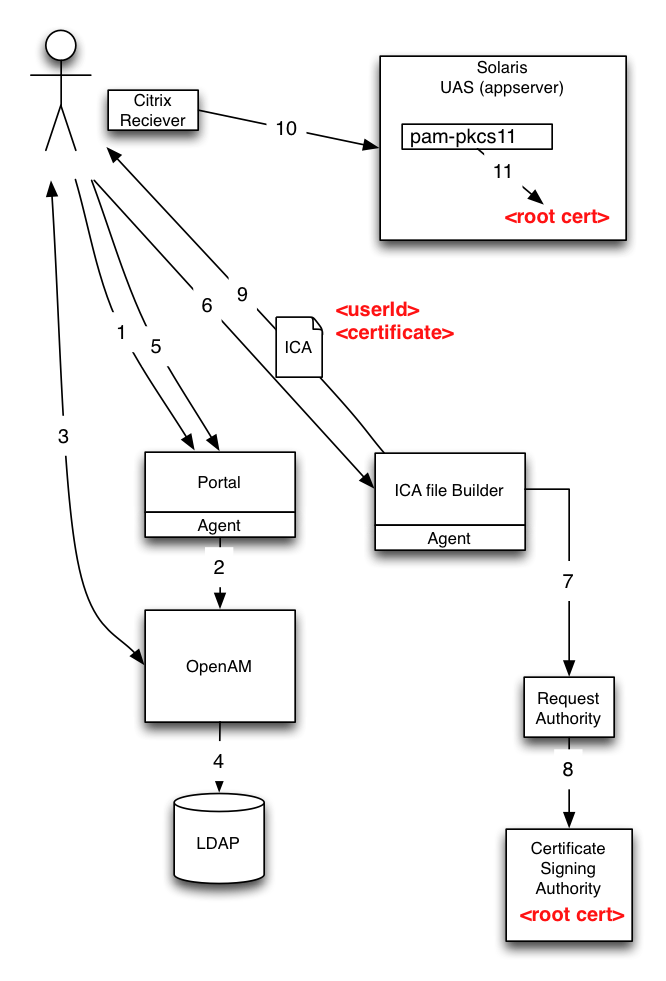 Solaris
UAS (appserver)
Citrix
Reciever
10
pam-pkcs11
11
<root cert>
9
6
<userId>
<certificate>
1
5
ICA
3
Portal
ICA file Builder
Agent
Agent
2
7
OpenAM
Request
Authority
4
8
LDAP
Certificate
Signing
Authority
<root cert>